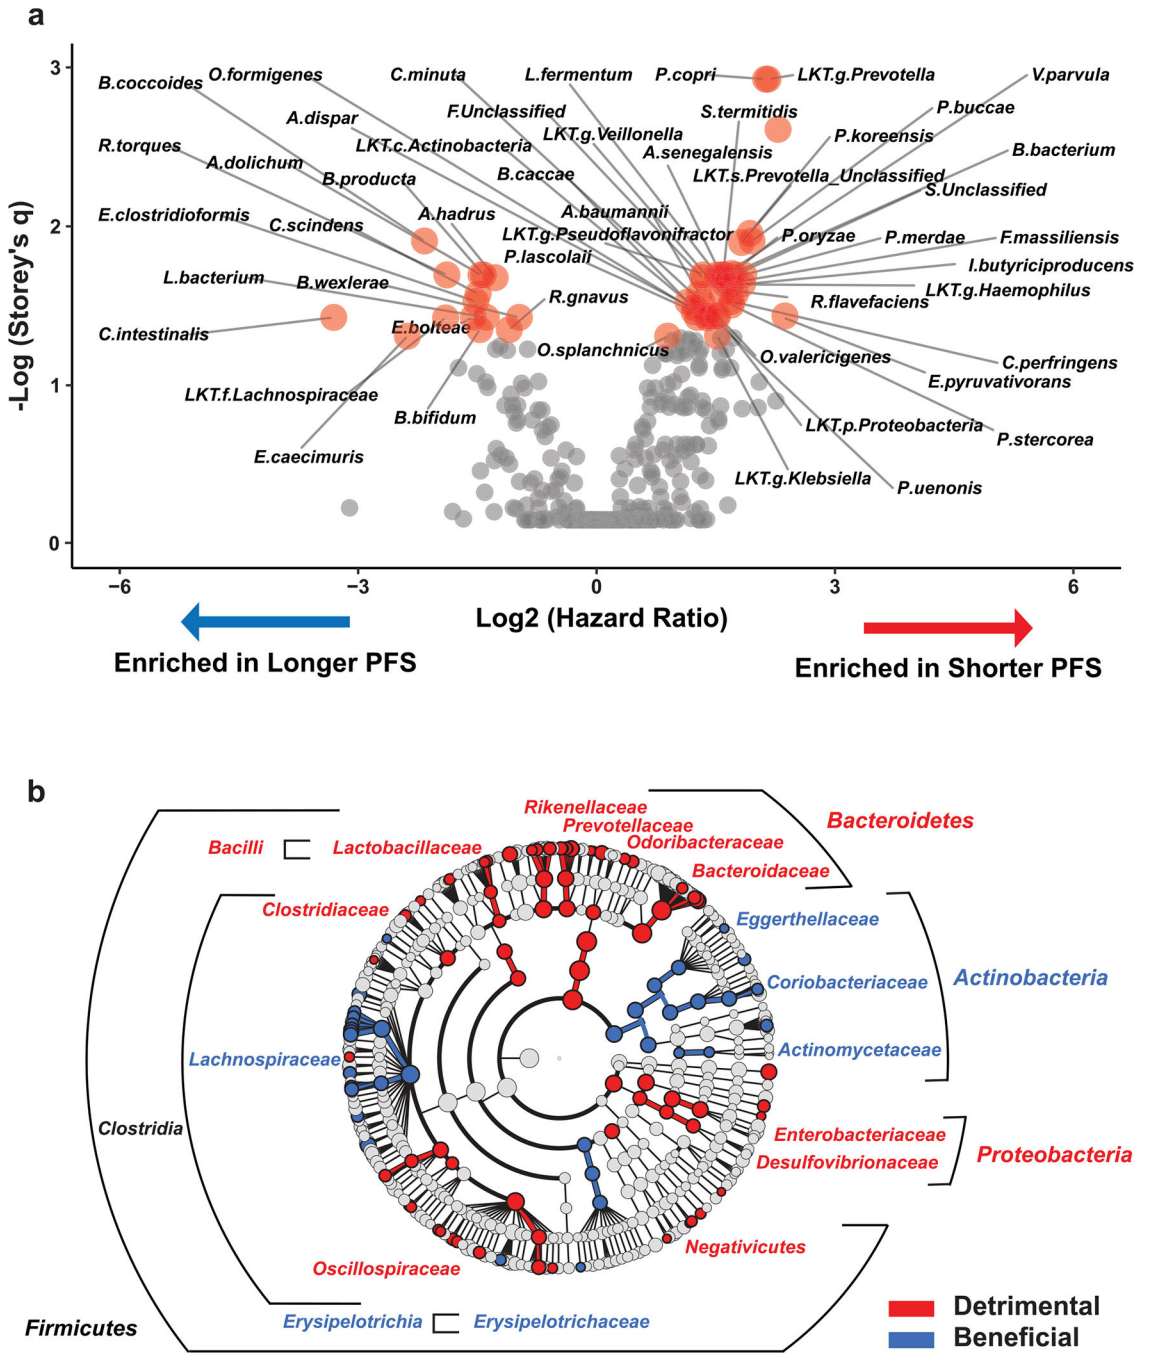 a
3
2
1
0
-Log (Storey's q)
B.coccoides
O.formigenes
C.minuta
L.fermentum
P.copri
LKT.g.Prevotella
V.parvula
A.dispar
F.Unclassified
S.termitidis
P.buccae
R.torques
LKT.c.Actinobacteria
LKT.g.Veillonella
P.koreensis
A.dolichum
A.senegalensis
B.bacterium
B.producta
B.caccae
LKT.s.Prevotella_Unclassified
S.Unclassified
E.clostridioformis
C.scindens
A.hadrus
A.baumannii
LKT.g.Pseudoflavonifractor
P.oryzae
P.merdae
F.massiliensis
P.lascolaii
I.butyriciproducens
L.bacterium
B.wexlerae
R.gnavus
LKT.g.Haemophilus
R.flavefaciens
C.intestinalis
E.bolteae
O.splanchnicus
O.valericigenes
C.perfringens
E.pyruvativorans
LKT.f.Lachnospiraceae
B.bifidum
LKT.p.Proteobacteria
P.stercorea
E.caecimuris
LKT.g.Klebsiella
P.uenonis
−6
−3
0
3
6
Log2 (Hazard Ratio)
Enriched in Longer PFS
Enriched in Shorter PFS
b
Rikenellaceae
Prevotellaceae
Odoribacteraceae
Bacteroidaceae
Bacteroidetes
Bacilli
Lactobacillaceae
Clostridiaceae
Eggerthellaceae
Coriobacteriaceae
Actinobacteria
Actinomycetaceae
Lachnospiraceae
Clostridia
Enterobacteriaceae
Desulfovibrionaceae
Proteobacteria
Negativicutes
Oscillospiraceae
Erysipelotrichia
Erysipelotrichaceae
Firmicutes
Detrimental
Beneficial